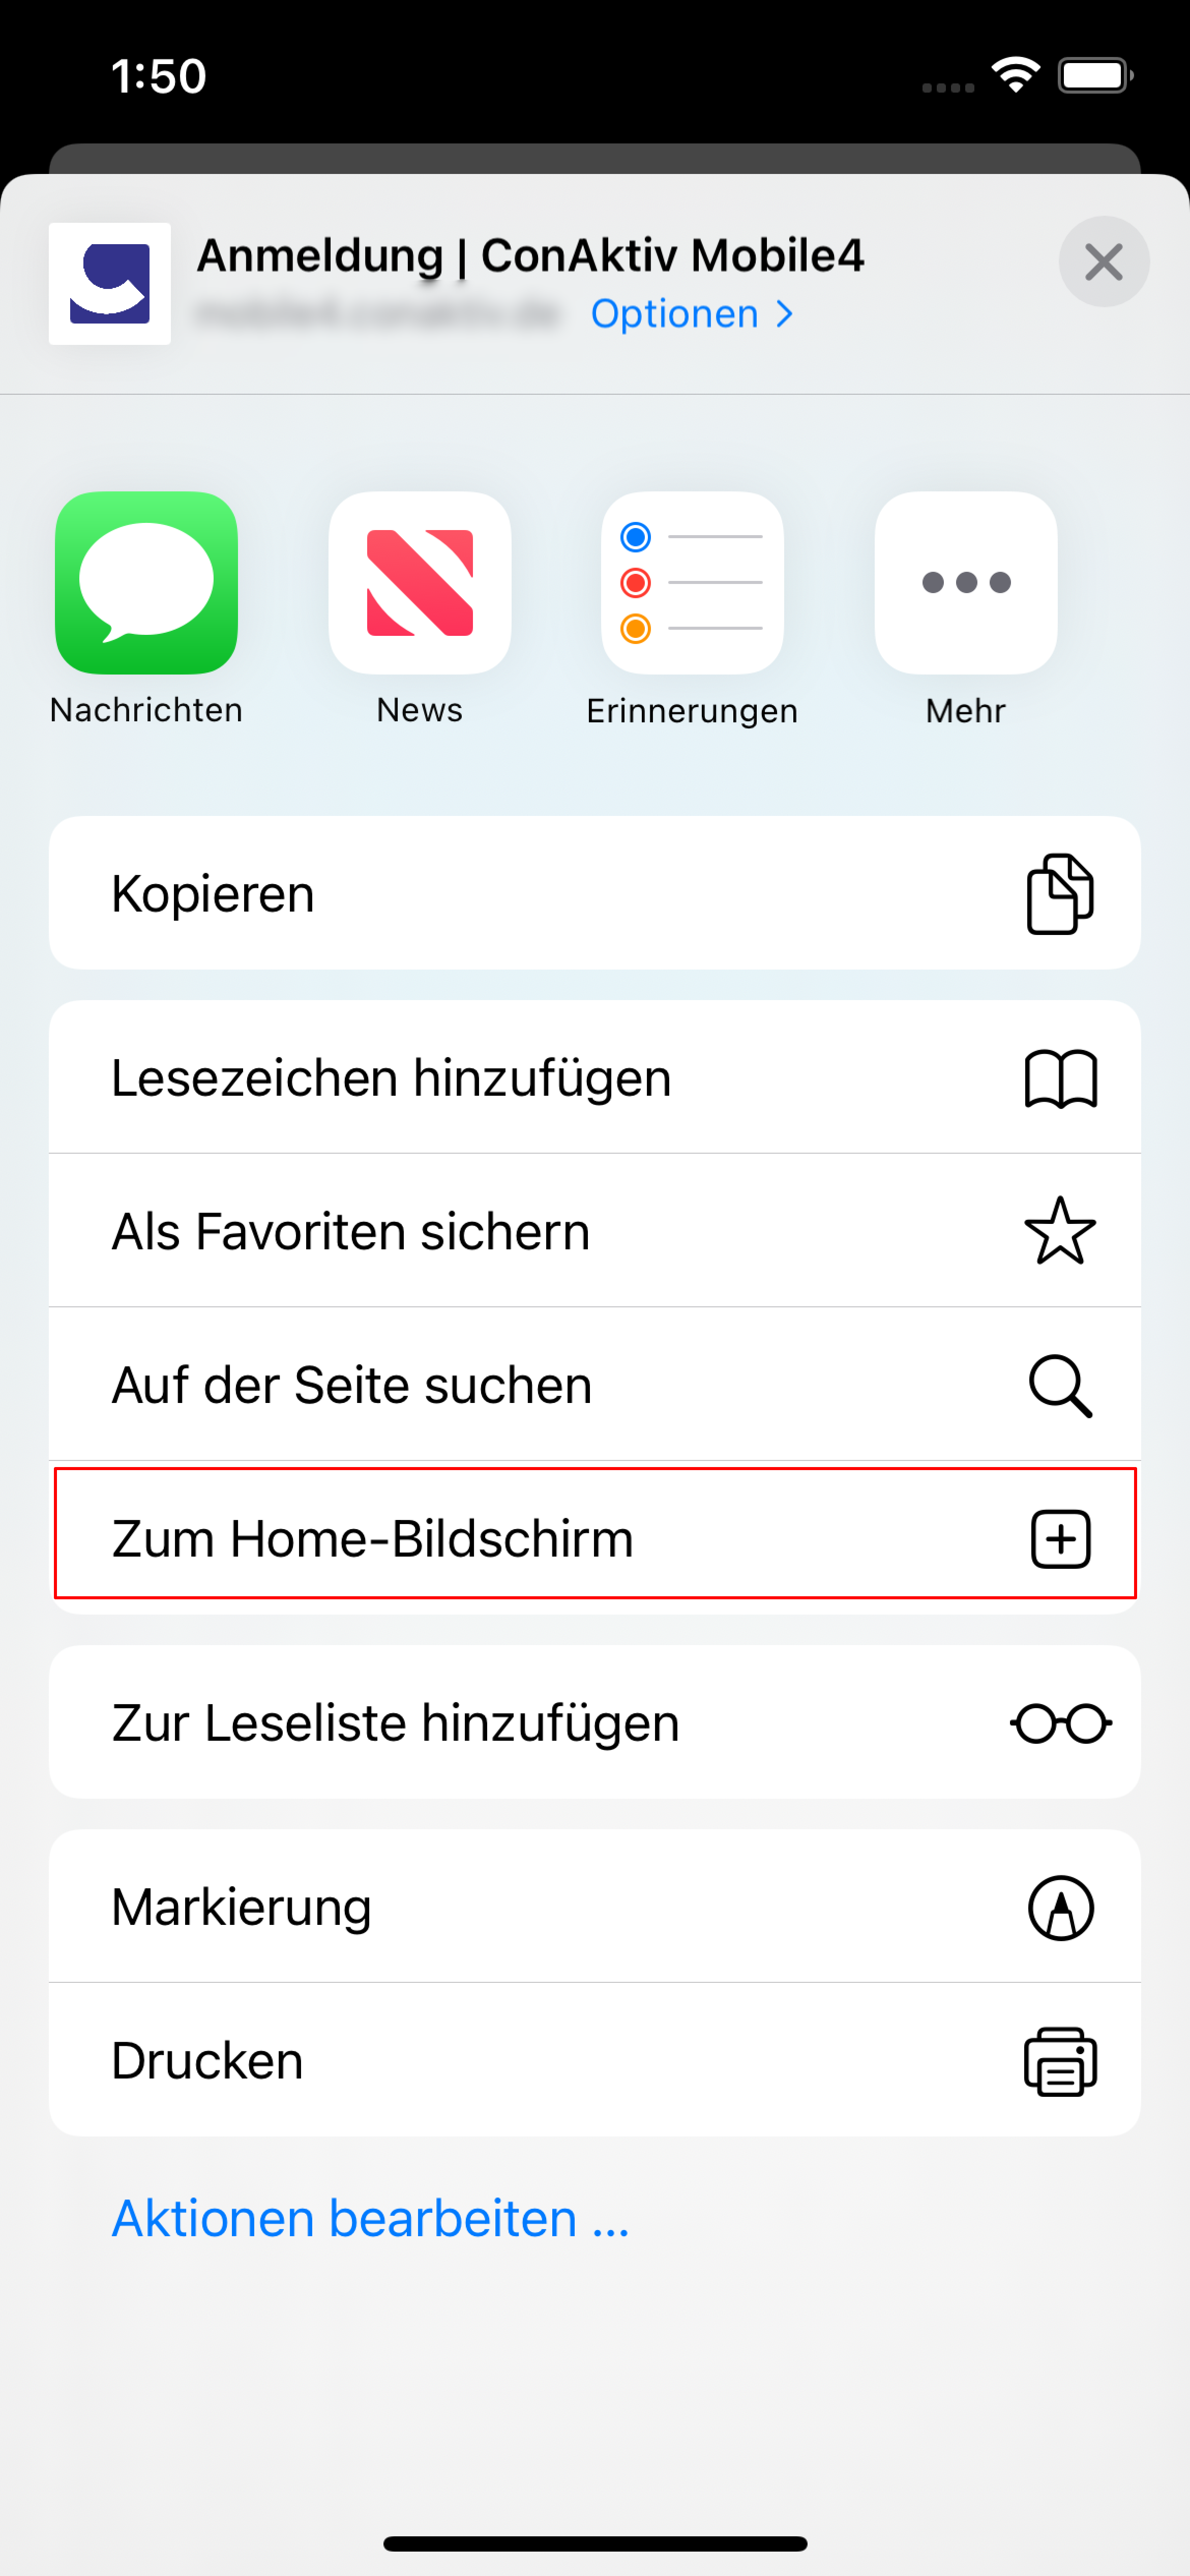 1:50
Anmeldung | ConAktiv Mobile4
Optionen >
Nachrichten
News
Erinnerungen
Mehr
Kopieren
Lesezeichen hinzufügen
Als Favoriten sichern
Auf der Seite suchen
Zum Home-Bildschirm
Zur Leseliste hinzufügen
Markierung
Drucken
Aktionen bearbeiten ...